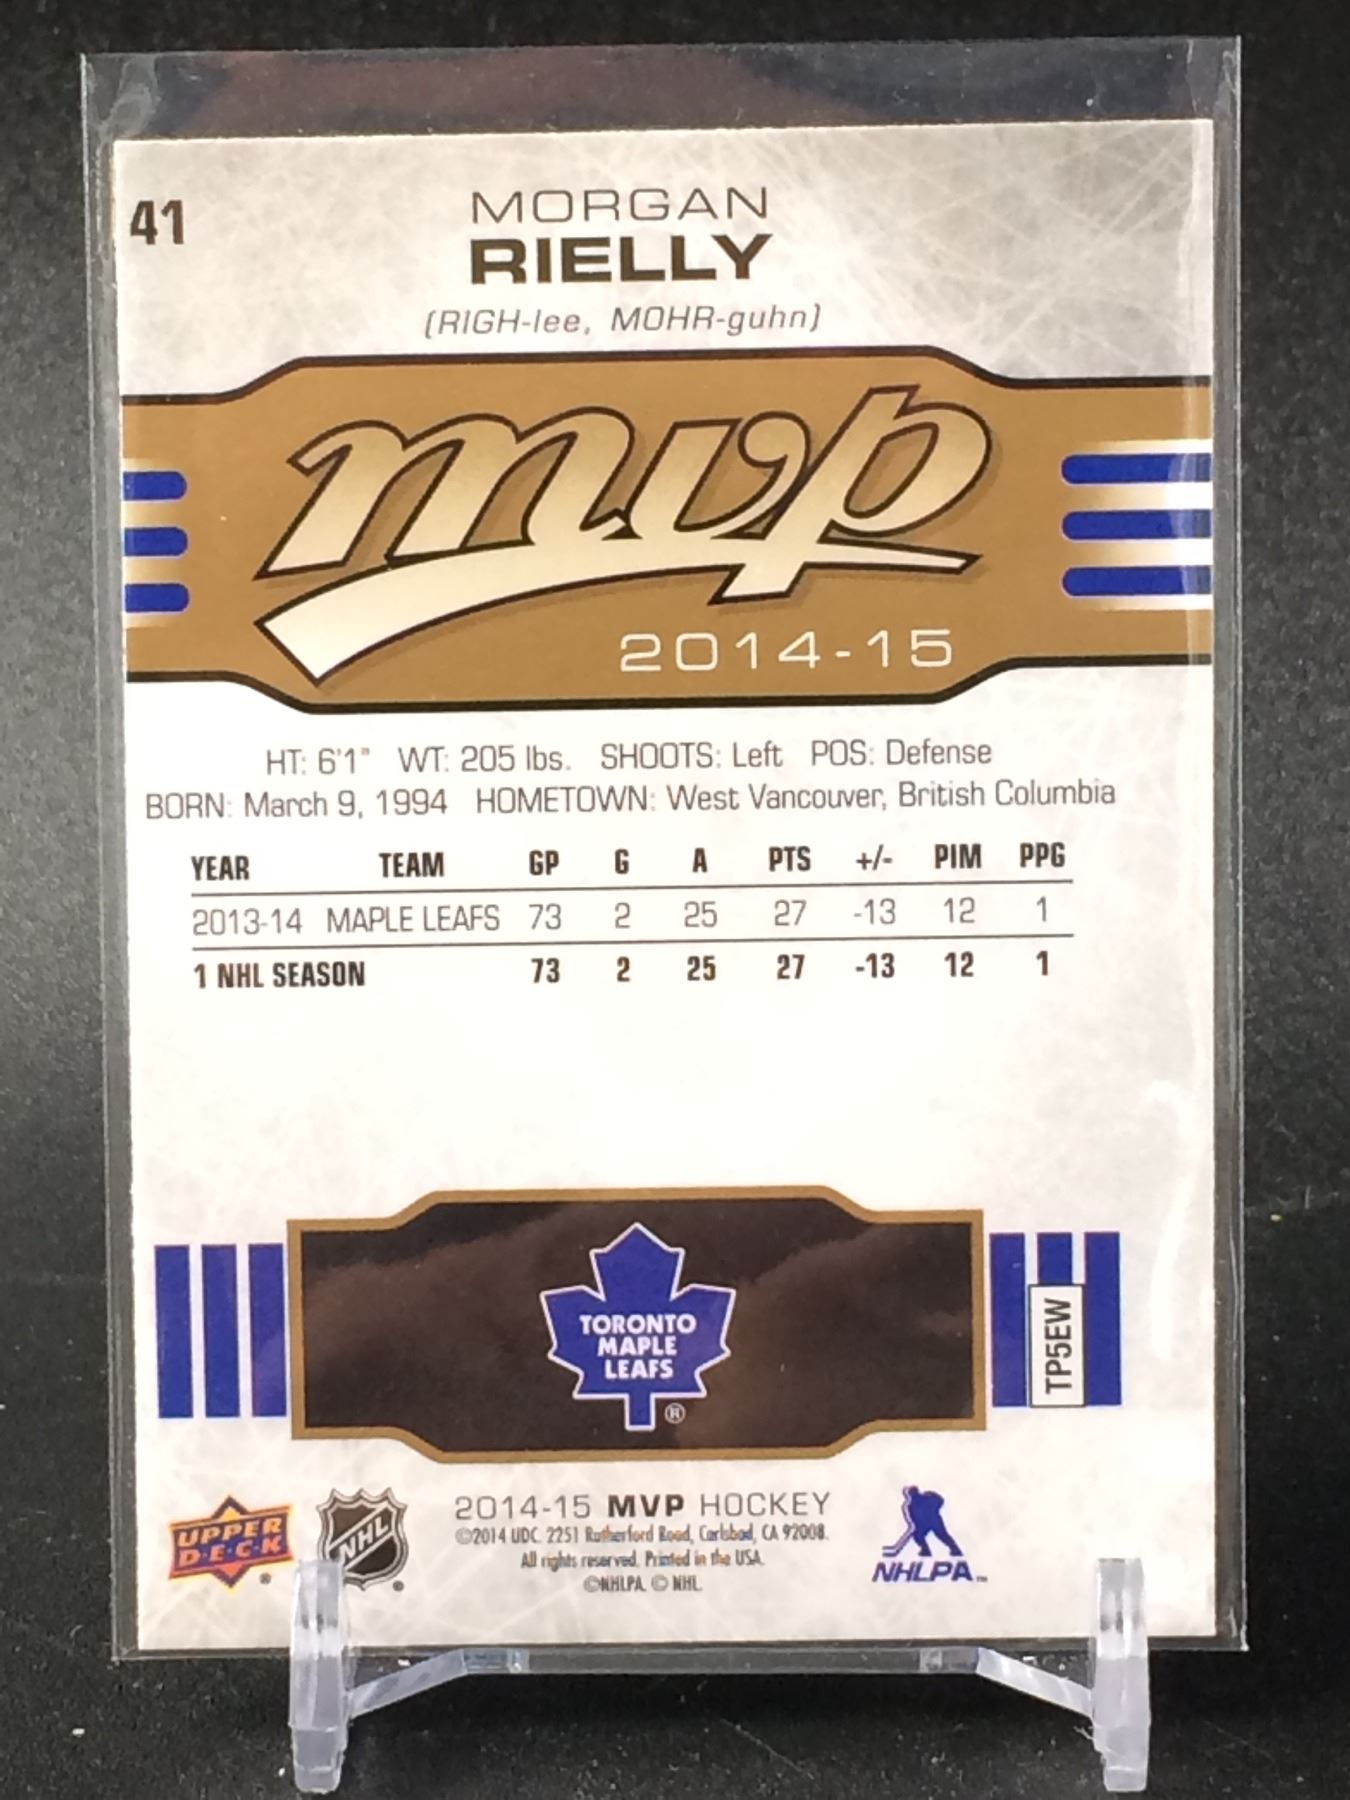 41
MORGAN
RIELLY
(RIGH-lee, MOHR-guhn)
mvp
2014-15
HT: 6'1" WT: 205 lbs. SHOOTS: Left POS: Defense
BORN: March 9, 1994 HOMETOWN: West Vancouver, British Columbia
YEAR TEAM GP G A PTS +/- PIM PPG
2013-14 MAPLE LEAFS 73 2 25 27 -13 12 1
1 NHL SEASON 73 2 25 27 -13 12 1
TORONTO
MAPLE
LEAFS
®
TP5EW
UPPER
DECK
®
NHL
®
2014-15 MVP HOCKEY
©2014 UDC. 2251 Rutherford Road, Carlsbad, CA 92008.
All rights reserved. Printed in the USA.
©NHLPA. © NHL.
NHLPA™